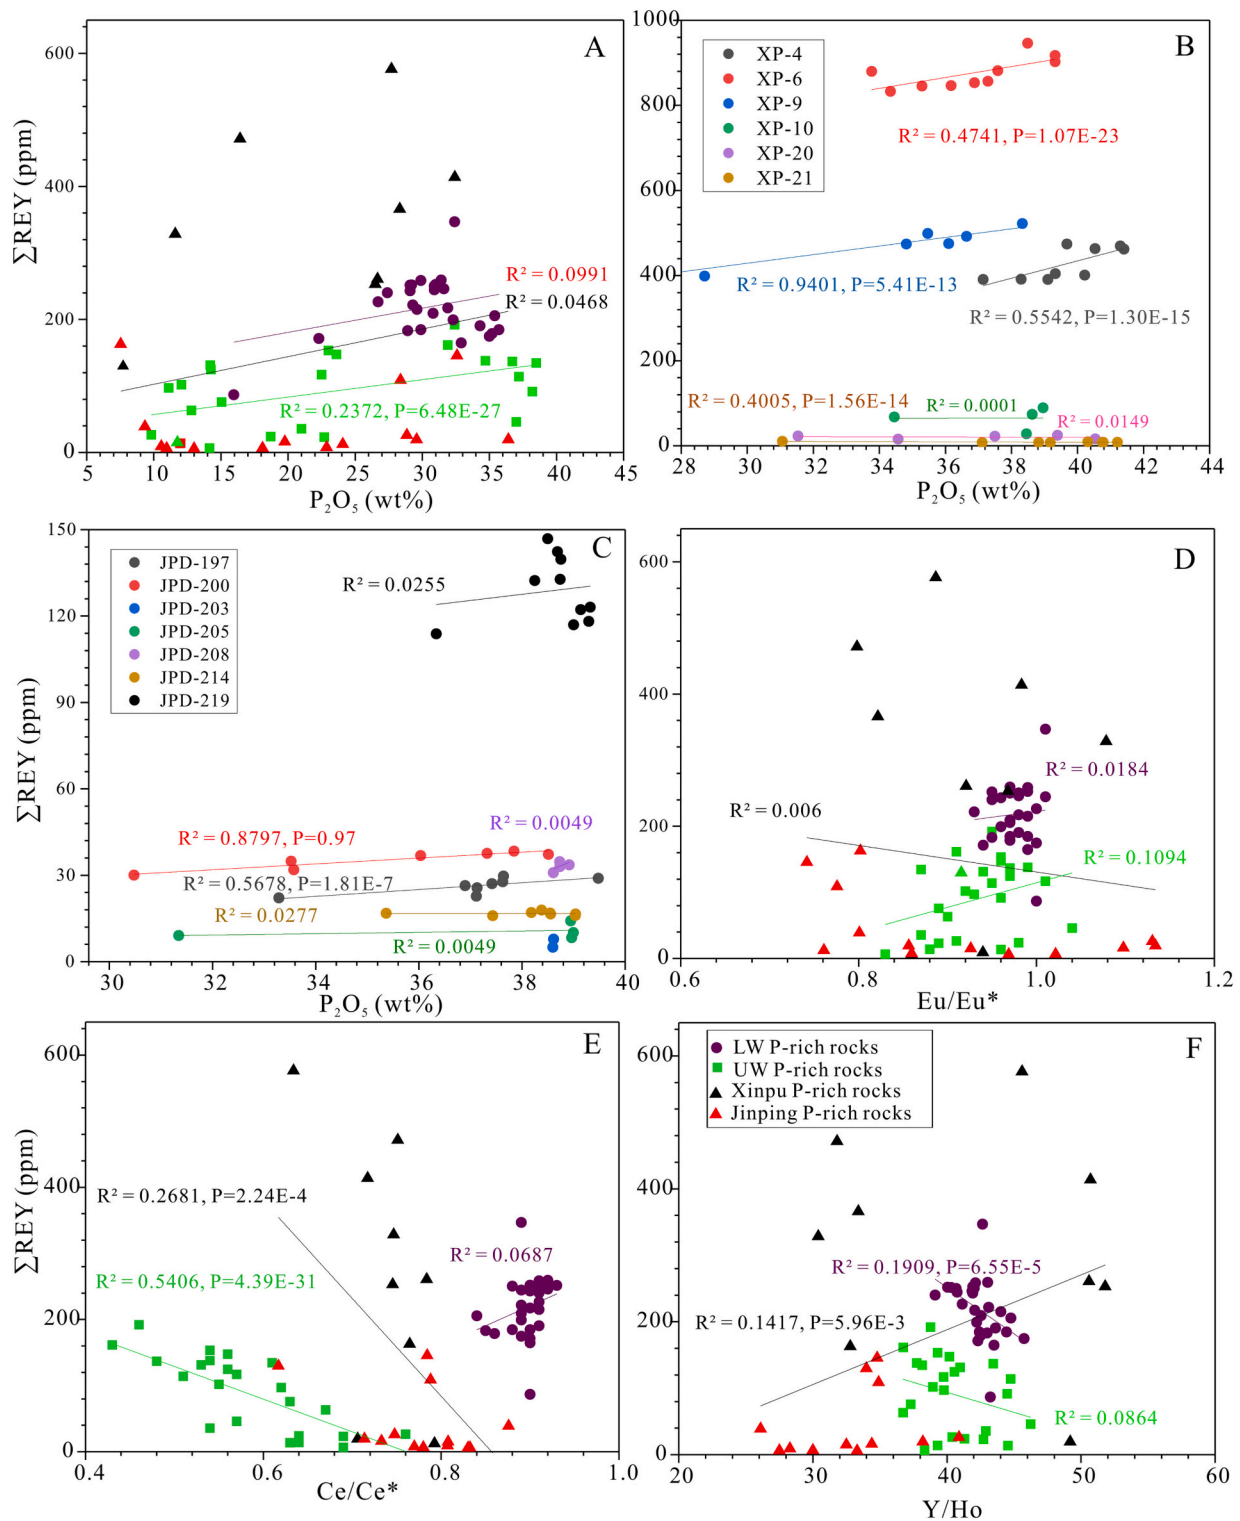 A
600
400
200
0
∑REY (ppm)
R² = 0.0991
R² = 0.0468
R² = 0.2372, P=6.48E-27
5 10 15 20 25 30 35 40 45
P₂O₅ (wt%)
B
1000
800
600
400
200
0
XP-4
XP-6
XP-9
XP-10
XP-20
XP-21
R² = 0.4741, P=1.07E-23
R² = 0.9401, P=5.41E-13
R² = 0.5542, P=1.30E-15
R² = 0.4005, P=1.56E-14
R² = 0.0001
R² = 0.0149
28 32 36 40 44
P₂O₅ (wt%)
C
150
120
90
60
30
0
∑REY (ppm)
JPD-197
JPD-200
JPD-203
JPD-205
JPD-208
JPD-214
JPD-219
R² = 0.0255
R² = 0.8797, P=0.97
R² = 0.0049
R² = 0.5678, P=1.81E-7
R² = 0.0277
R² = 0.0049
30 32 34 36 38 40
P₂O₅ (wt%)
D
600
400
200
0
R² = 0.0184
R² = 0.006
R² = 0.1094
0.6 0.8 1.0 1.2
Eu/Eu*
E
600
400
200
0
∑REY (ppm)
R² = 0.2681, P=2.24E-4
R² = 0.0687
R² = 0.5406, P=4.39E-31
0.4 0.6 0.8 1.0
Ce/Ce*
F
600
400
200
0
LW P-rich rocks
UW P-rich rocks
Xinpu P-rich rocks
Jinping P-rich rocks
R² = 0.1909, P=6.55E-5
R² = 0.1417, P=5.96E-3
R² = 0.0864
20 30 40 50 60
Y/Ho